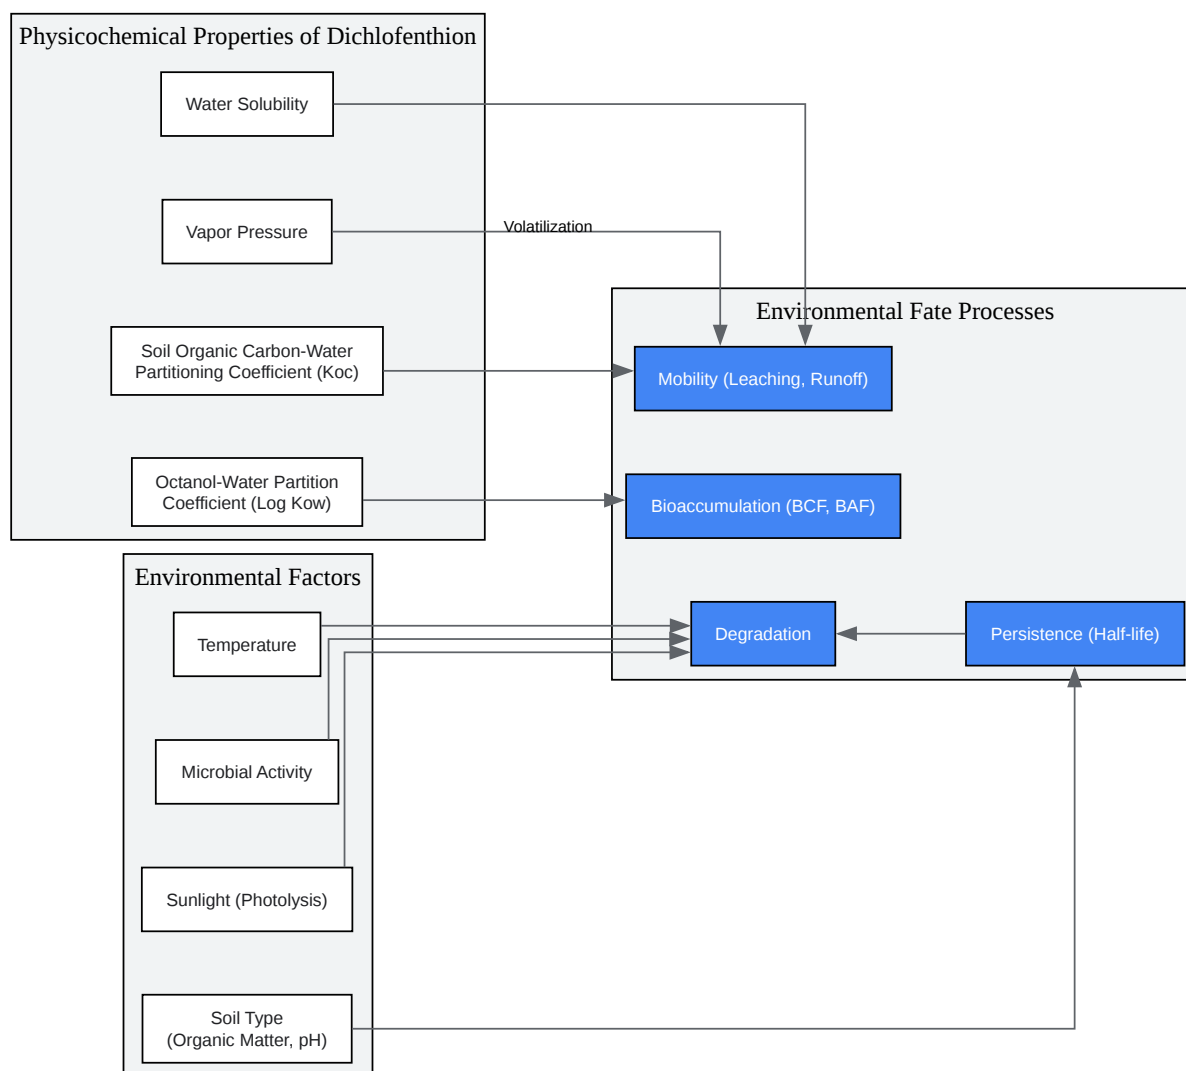 Physicochemical Properties of Dichlofenthion
Water Solubility
Vapor Pressure
Volatilization
Soil Organic Carbon-Water
Partitioning Coefficient (Koc)
Octanol-Water Partition
Coefficient (Log Kow)
Environmental Fate Processes
Mobility (Leaching, Runoff)
Bioaccumulation (BCF, BAF)
Degradation
Persistence (Half-life)
Environmental Factors
Temperature
Microbial Activity
Sunlight (Photolysis)
Soil Type
(Organic Matter, pH)